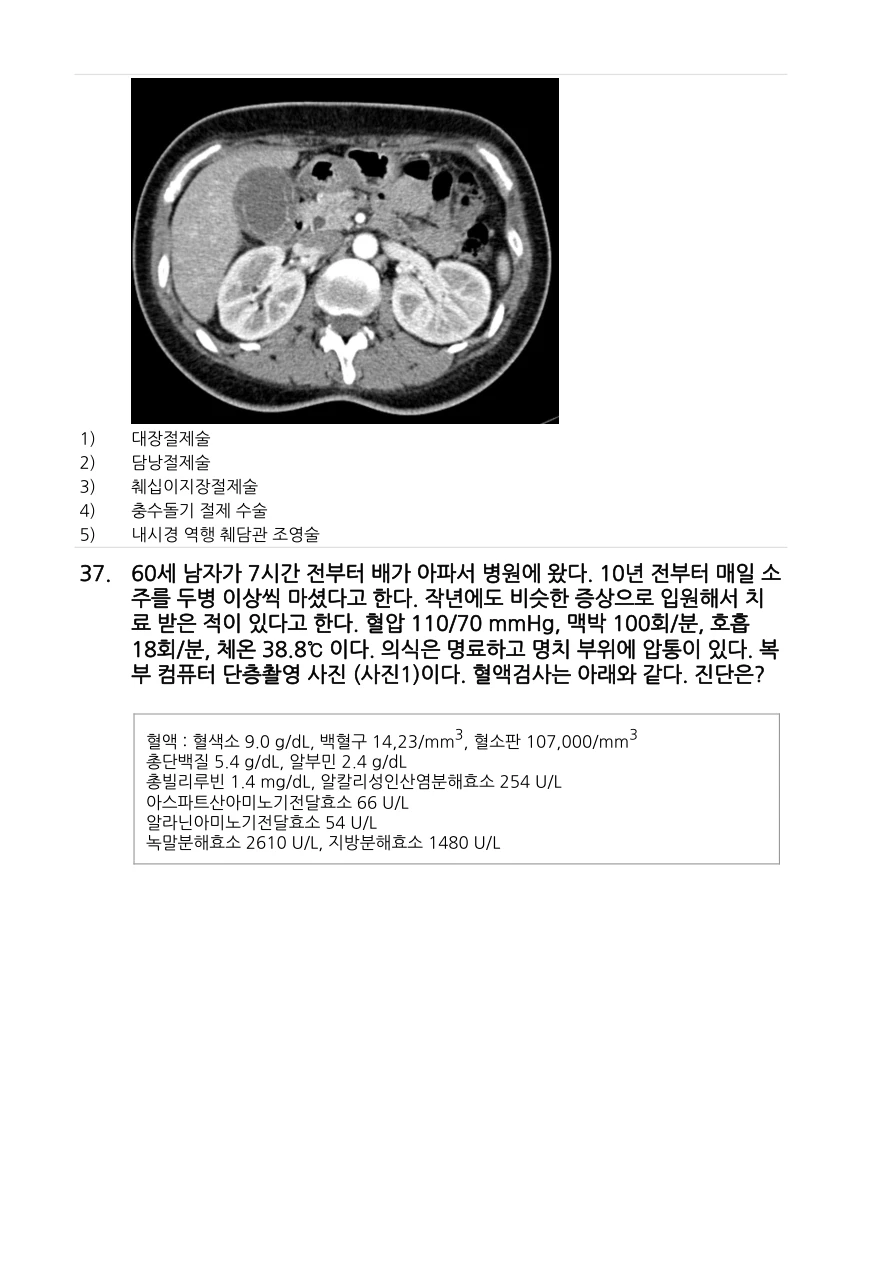 1) 대장절제술
2) 담낭절제술
3) 췌십이지장절제술
4) 충수돌기 절제 수술
5) 내시경 역행 췌담관 조영술
37. 60세 남자가 7시간 전부터 배가 아파서 병원에 왔다. 10년 전부터 매일 소
주를 두병 이상씩 마셨다고 한다. 작년에도 비슷한 증상으로 입원해서 치
료 받은 적이 있다고 한다. 혈압 110/70 mmHg, 맥박 100회/분, 호흡
18회/분, 체온 38.8℃ 이다. 의식은 명료하고 명치 부위에 압통이 있다. 복
부 컴퓨터 단층촬영 사진 (사진1)이다. 혈액검사는 아래와 같다. 진단은?
혈액 : 혈색소 9.0 g/dL, 백혈구 14,23/mm3, 혈소판 107,000/mm3
총단백질 5.4 g/dL, 알부민 2.4 g/dL
총빌리루빈 1.4 mg/dL, 알칼리성인산염분해효소 254 U/L
아스파트산아미노기전달효소 66 U/L
알라닌아미노기전달효소 54 U/L
녹말분해효소 2610 U/L, 지방분해효소 1480 U/L